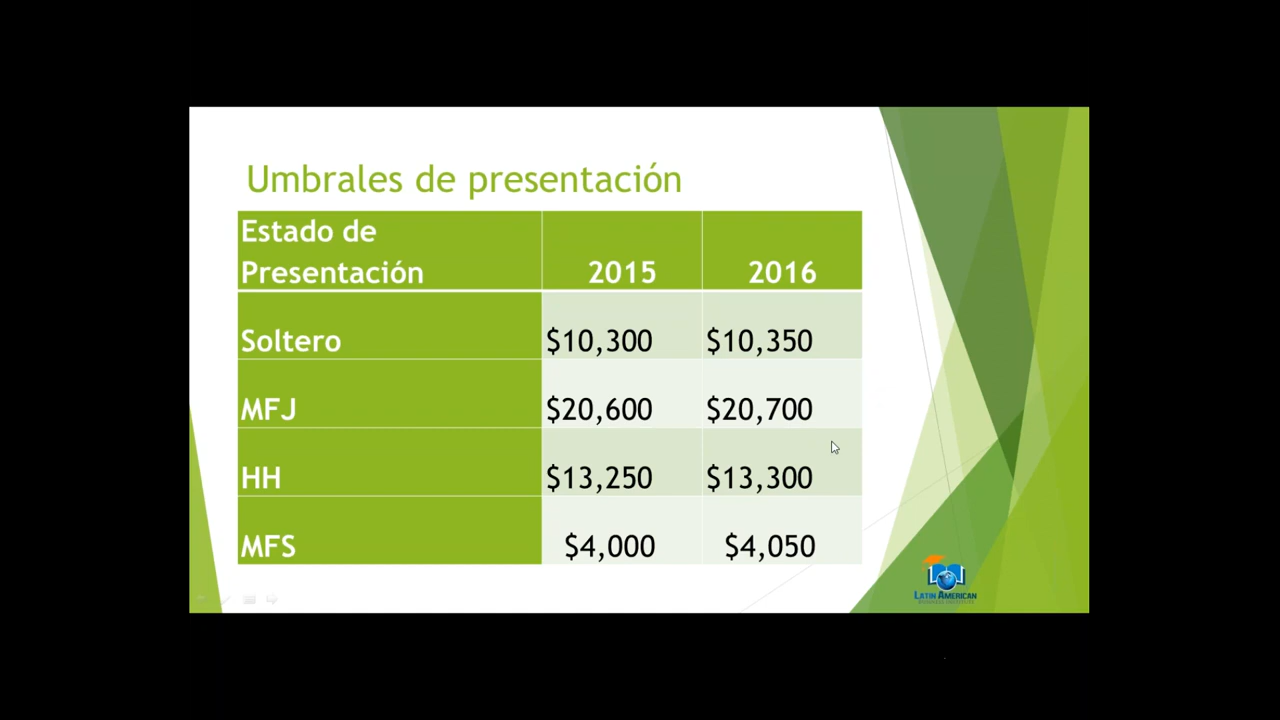 Umbrales de presentación
Estado de
Presentación 2015 2016
Soltero $10,300 $10,350
MFJ $20,600 $20,700
HH $13,250 $13,300
MFS $4,000 $4,050
LATIN AMERICAN